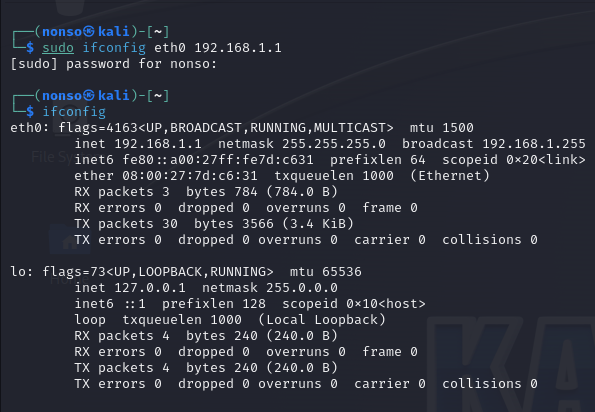 ┌──(nonso㉿kali)-[~]
└─$ sudo ifconfig eth0 192.168.1.1
[sudo] password for nonso:
┌──(nonso㉿kali)-[~]
└─$ ifconfig
eth0: flags=4163<UP,BROADCAST,RUNNING,MULTICAST>  mtu 1500
        inet 192.168.1.1  netmask 255.255.255.0  broadcast 192.168.1.255
        inet6 fe80::a00:27ff:fe7d:c631  prefixlen 64  scopeid 0×20<link>
        ether 08:00:27:7d:c6:31  txqueuelen 1000  (Ethernet)
        RX packets 3  bytes 784 (784.0 B)
        RX errors 0  dropped 0  overruns 0  frame 0
        TX packets 30  bytes 3566 (3.4 KiB)
        TX errors 0  dropped 0 overruns 0  carrier 0  collisions 0
lo: flags=73<UP,LOOPBACK,RUNNING>  mtu 65536
        inet 127.0.0.1  netmask 255.0.0.0
        inet6 ::1  prefixlen 128  scopeid 0×10<host>
        loop  txqueuelen 1000  (Local Loopback)
        RX packets 4  bytes 240 (240.0 B)
        RX errors 0  dropped 0  overruns 0  frame 0
        TX packets 4  bytes 240 (240.0 B)
        TX errors 0  dropped 0 overruns 0  carrier 0  collisions 0
File Sy
KA